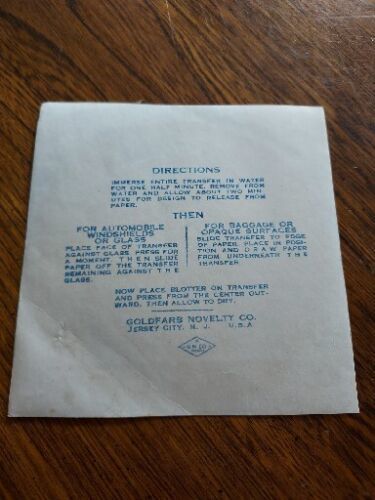 DIRECTIONS
IMMERSE ENTIRE TRANSFER IN WATER
FOR ONE HALF MINUTE. REMOVE FROM
WATER AND ALLOW ABOUT TWO MIN-
UTES FOR DESIGN TO RELEASE FROM
PAPER.
THEN
FOR AUTOMOBILE
WINDSHIELDS
OR GLASS
PLACE FACE OF TRANSFER
AGAINST GLASS. PRESS FOR
A MOMENT. THEN SLIDE
PAPER OFF THE TRANSFER
REMAINING AGAINST THE
GLASS.
FOR BAGGAGE OR
OPAQUE SURFACES
SLIDE TRANSFER TO EDGE
OF PAPER. PLACE IN POSI-
TION AND DRAW PAPER
FROM UNDERNEATH THE
TRANSFER.
NOW PLACE BLOTTER ON TRANSFER
AND PRESS FROM THE CENTER OUT-
WARD. THEN ALLOW TO DRY.
GOLDFARB NOVELTY CO.
JERSEY CITY, N. J. U.S.A